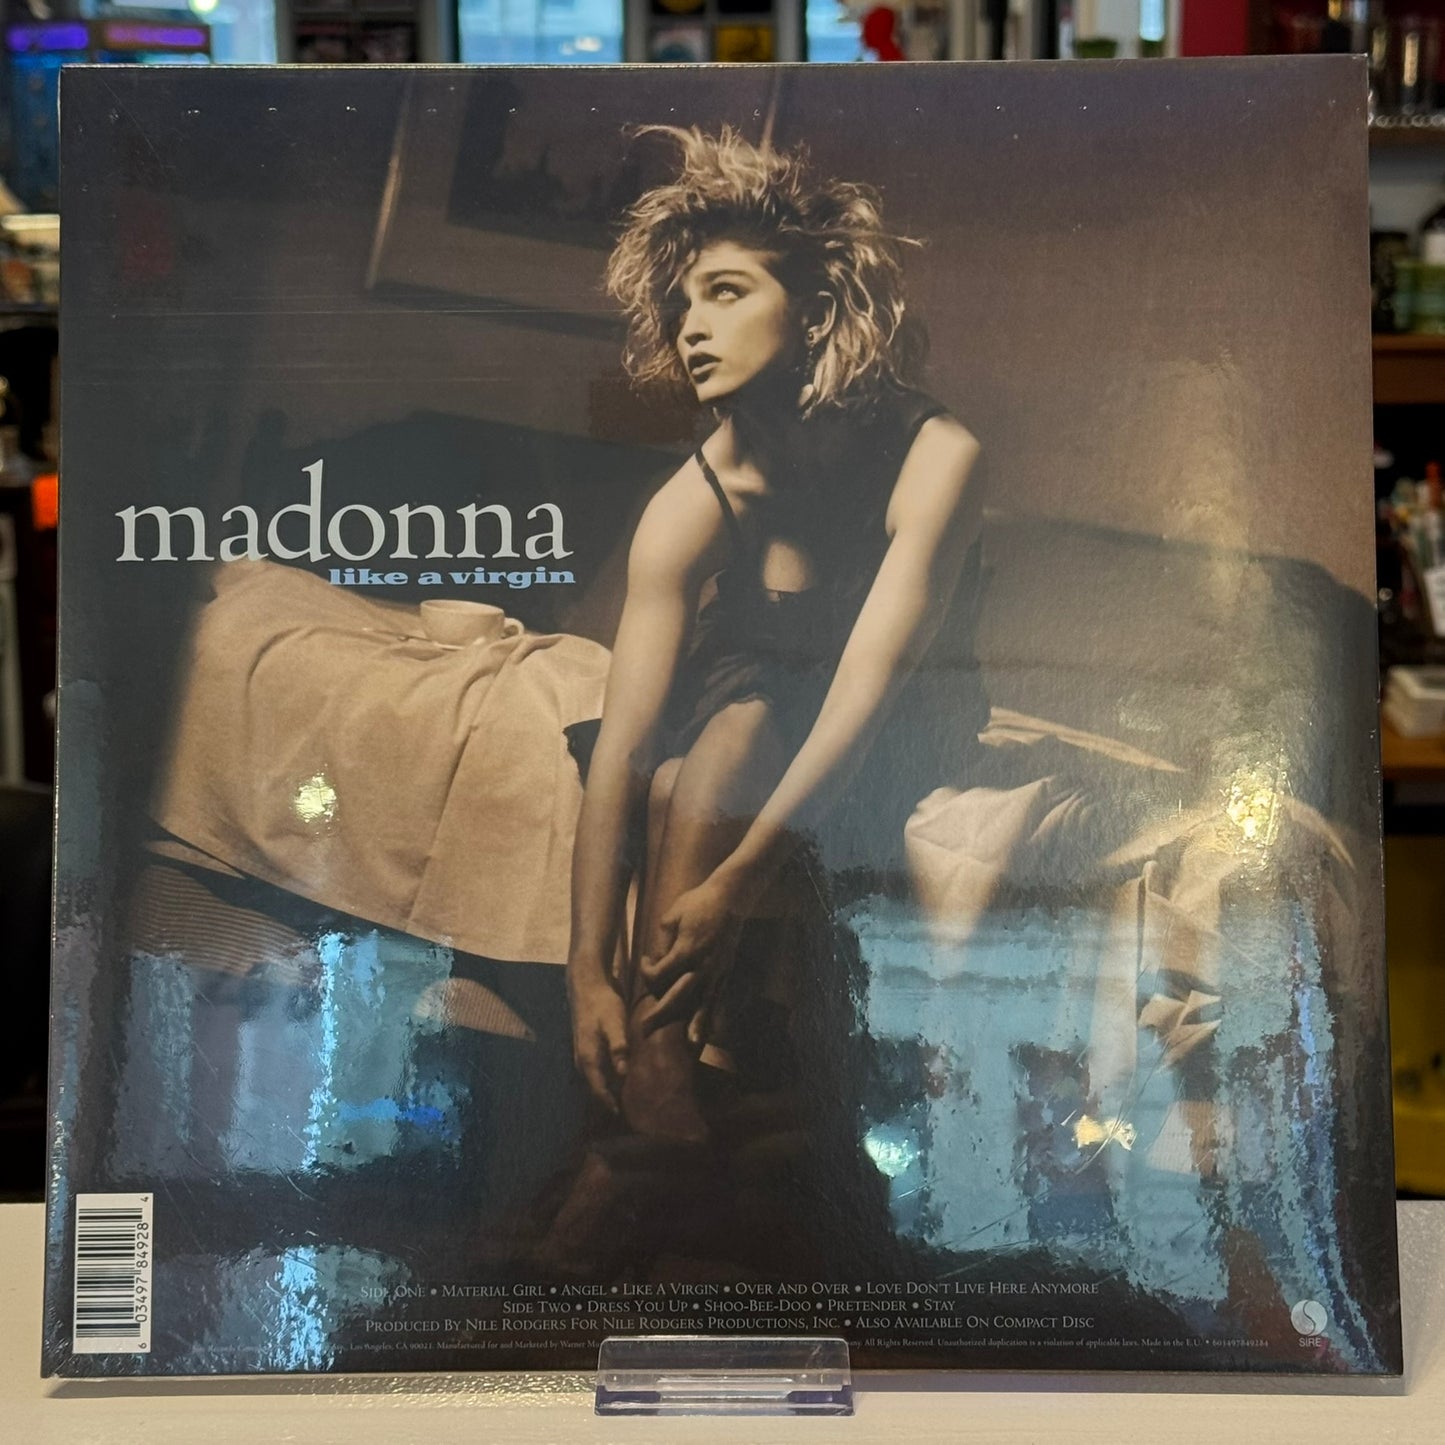 madonna
like a virgin
SIDE ONE • MATERIAL GIRL • ANGEL • LIKE A VIRGIN • OVER AND OVER • LOVE DON'T LIVE HERE ANYMORE
SIDE TWO • DRESS YOU UP • SHOO-BEE-DOO • PRETENDER • STAY
PRODUCED BY NILE RODGERS FOR NILE RODGERS PRODUCTIONS, INC. • ALSO AVAILABLE ON COMPACT DISC
Los Angeles, CA 90021. Manufactured for and Marketed by Warner All Rights Reserved. Unauthorized duplication is a violation of applicable laws. Made in the E.U. • 603497849284
SIRE
6 03497 84928 4